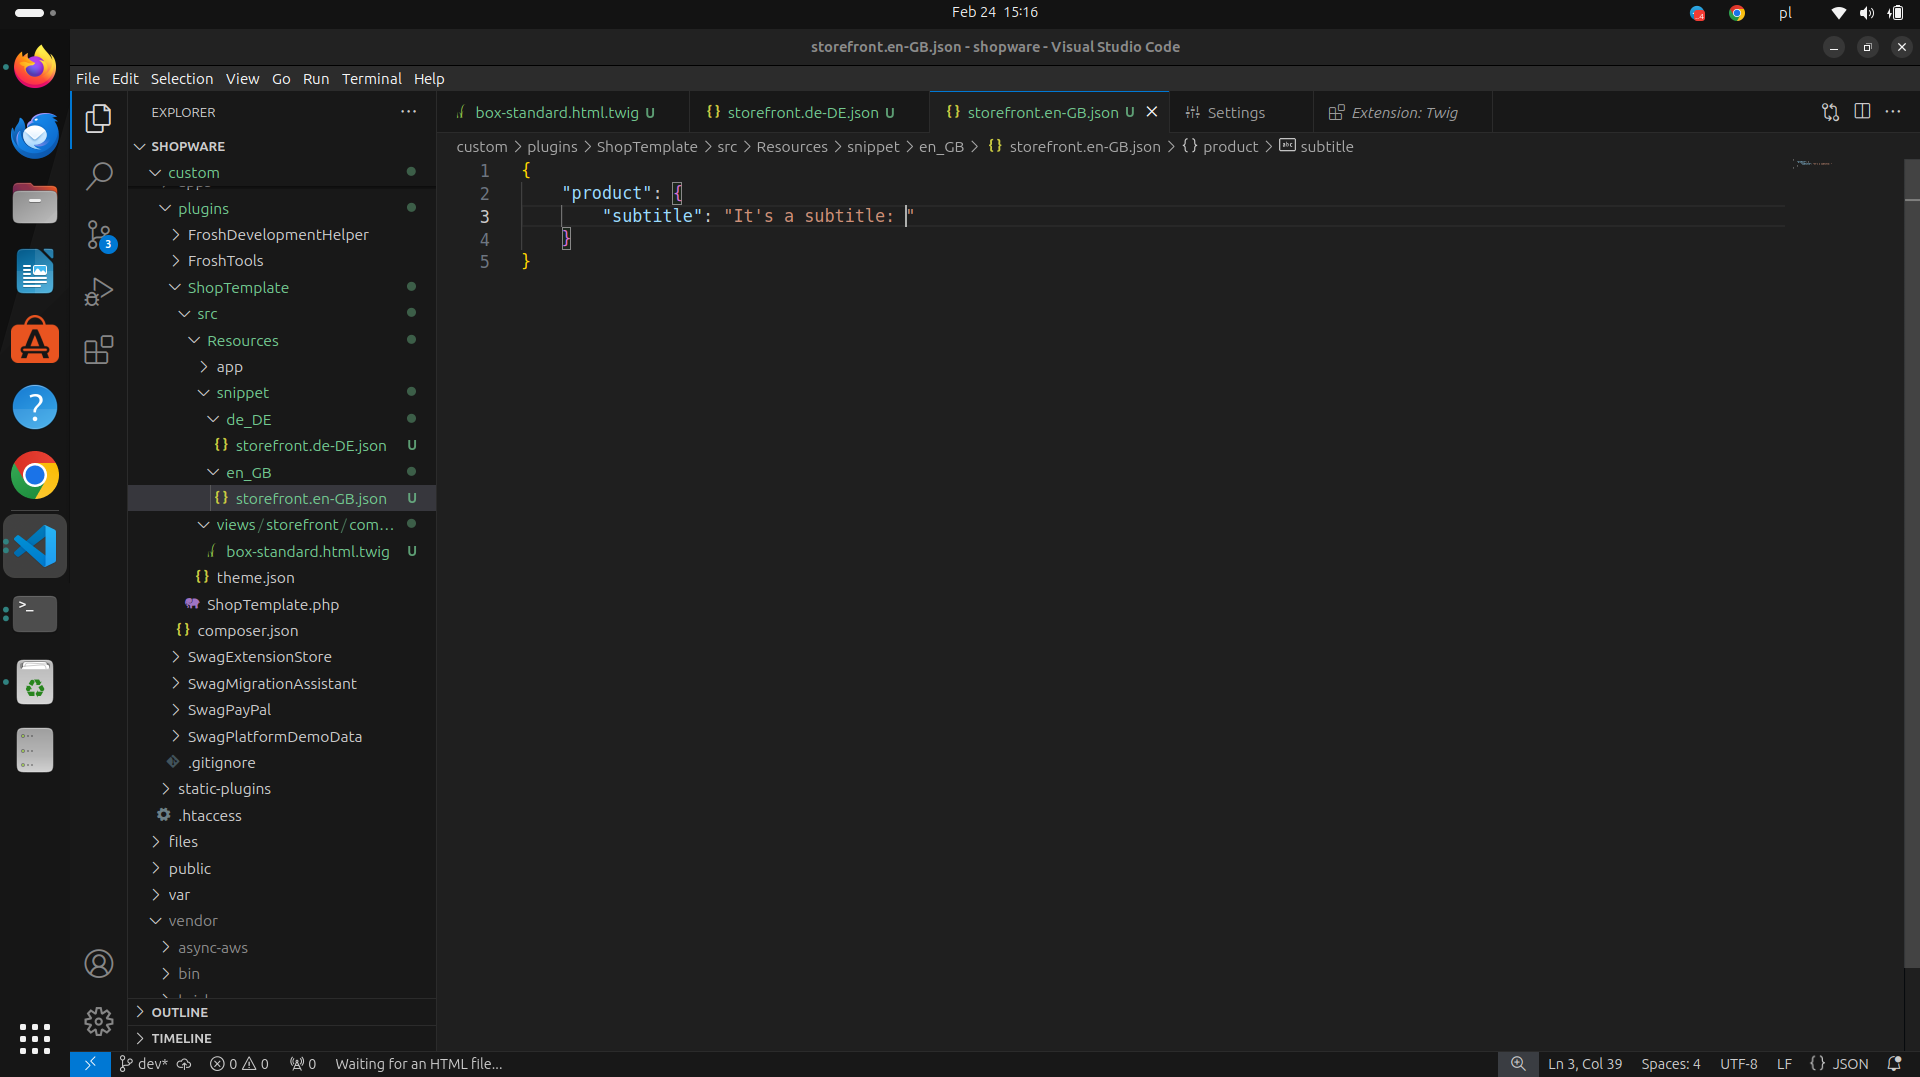 Feb 24 15:16
pl
storefront.en-GB.json - shopware - Visual Studio Code
File Edit Selection View Go Run Terminal Help
EXPLORER
box-standard.html.twig U
storefront.de-DE.json U
storefront.en-GB.json U
Settings
Extension: Twig
custom > plugins > ShopTemplate > src > Resources > snippet > en_GB > {} storefront.en-GB.json > {} product > abc subtitle
SHOPWARE
custom
plugins
FroshDevelopmentHelper
FroshTools
ShopTemplate
src
Resources
app
snippet
de_DE
{} storefront.de-DE.json U
en_GB
{} storefront.en-GB.json U
views/storefront/com...
box-standard.html.twig U
{} theme.json
ShopTemplate.php
{} composer.json
SwagExtensionStore
SwagMigrationAssistant
SwagPayPal
SwagPlatformDemoData
.gitignore
static-plugins
.htaccess
files
public
var
vendor
async-aws
bin
OUTLINE
TIMELINE
3
1 {
2 "product": {
3 "subtitle": "It's a subtitle: "
4 }
5 }
dev* 0 0 0 Waiting for an HTML file...
Ln 3, Col 39 Spaces: 4 UTF-8 LF {} JSON